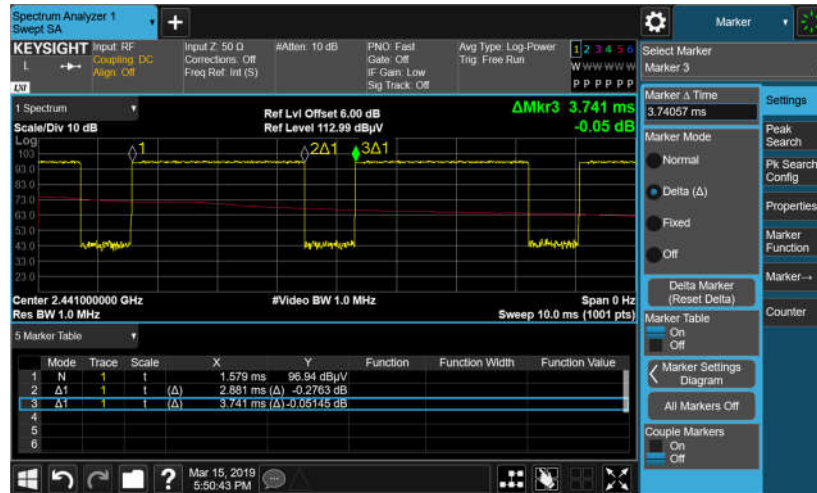 Spectrum Analyzer 1
Swept SA
Marker
KEYSIGHT
L
LXI
Input: RF
Coupling: DC
Align: Off
Input Z: 50 Ω
Corrections: Off
Freq Ref: Int (S)
#Atten: 10 dB
PNO: Fast
Gate: Off
IF Gain: Low
Sig Track: Off
Avg Type: Log-Power
Trig: Free Run
1 2 3 4 5 6
W W W W W W
P P P P P P
Select Marker
Marker 3
1 Spectrum
Scale/Div 10 dB
Ref Lvl Offset 6.00 dB
Ref Level 112.99 dBµV
ΔMkr3 3.741 ms
-0.05 dB
Log
103
93.0
83.0
73.0
63.0
53.0
43.0
33.0
23.0
1
2Δ1
3Δ1
Center 2.441000000 GHz
Res BW 1.0 MHz
#Video BW 1.0 MHz
Span 0 Hz
Sweep 10.0 ms (1001 pts)
5 Marker Table
Mode Trace Scale X Y Function Function Width Function Value
1 N 1 t 1.579 ms 96.94 dBµV
2 Δ1 1 t (Δ) 2.881 ms (Δ) -0.2763 dB
3 Δ1 1 t (Δ) 3.741 ms (Δ) -0.05145 dB
4
5
6
Mar 15, 2019
5:50:43 PM
Marker Δ Time
3.74057 ms
Marker Mode
Normal
Delta (Δ)
Fixed
Off
Delta Marker
(Reset Delta)
Marker Table
On
Off
Marker Settings
Diagram
All Markers Off
Couple Markers
On
Off
Settings
Peak
Search
Pk Search
Config
Properties
Marker
Function
Marker→
Counter